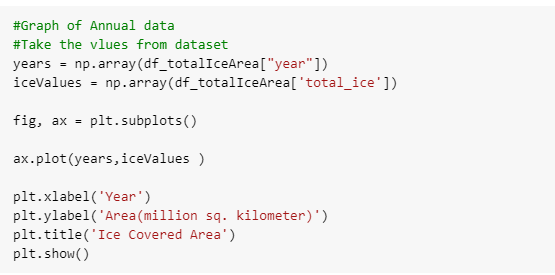 #Graph of Annual data
#Take the vlues from dataset
years = np.array(df_totalIceArea["year"])
iceValues = np.array(df_totalIceArea['total_ice'])
fig, ax = plt.subplots()
ax.plot(years,iceValues )
plt.xlabel('Year')
plt.ylabel('Area(million sq. kilometer)')
plt.title('Ice Covered Area')
plt.show()